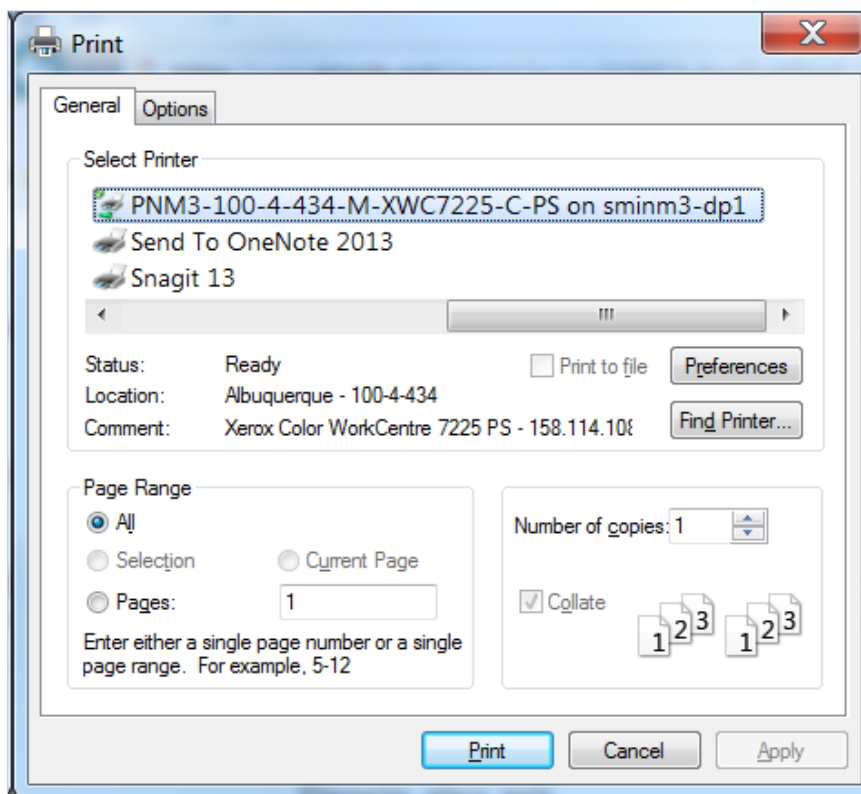 Print
General
Options
Select Printer
PNM3-100-4-434-M-XWC7225-C-PS on sminm3-dp1
Send To OneNote 2013
Snagit 13
Status: Ready
Print to file
Preferences
Location: Albuquerque - 100-4-434
Comment: Xerox Color WorkCentre 7225 PS - 158.114.108
Find Printer...
Page Range
All
Selection
Current Page
Pages: 1
Enter either a single page number or a single
page range. For example, 5-12
Number of copies: 1
Collate
1 2 3 1 2 3
Print
Cancel
Apply